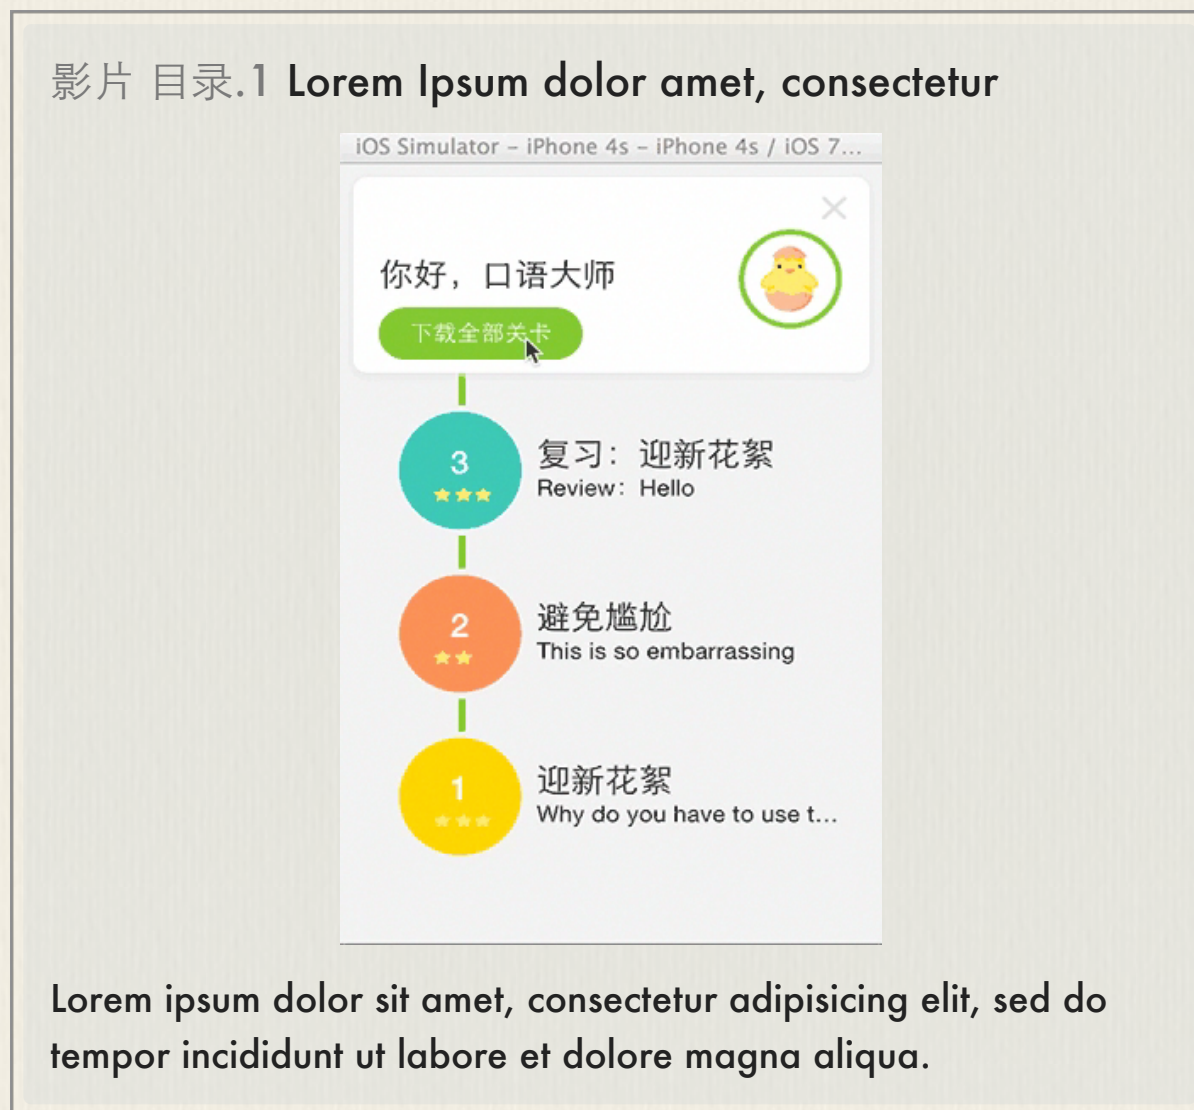 影片 目录.1 Lorem Ipsum dolor amet, consectetur
iOS Simulator – iPhone 4s – iPhone 4s / iOS 7...
你好，口语大师
下载全部关卡
3
复习：迎新花絮
Review：Hello
2
避免尴尬
This is so embarrassing
1
迎新花絮
Why do you have to use t...
Lorem ipsum dolor sit amet, consectetur adipisicing elit, sed do
tempor incididunt ut labore et dolore magna aliqua.